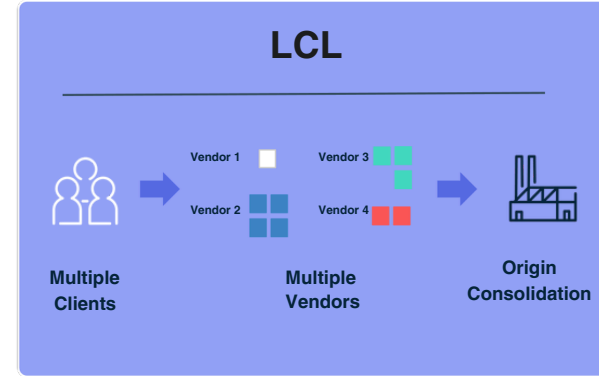 LCL
Vendor 1
Vendor 3
Vendor 2
Vendor 4
Multiple
Clients
Multiple
Vendors
Origin
Consolidation